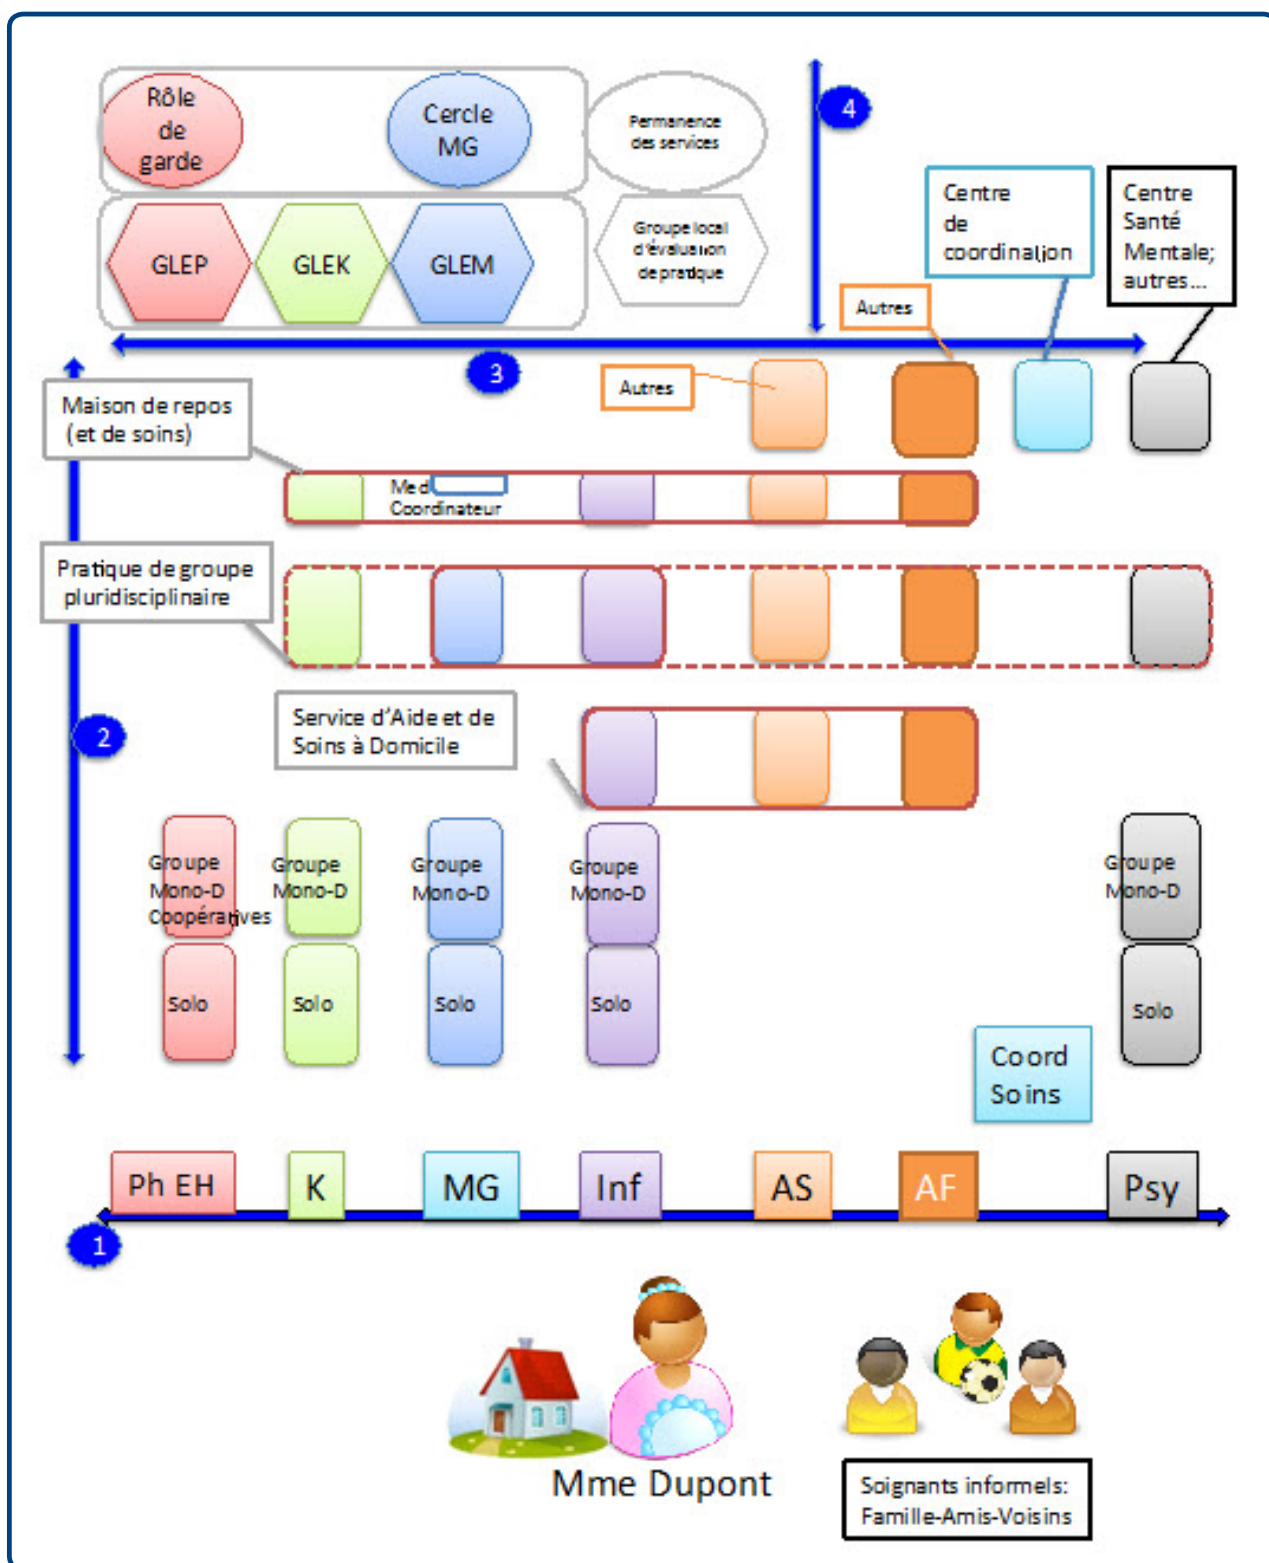 Rôle
de
garde
Cercle
MG
Permanence
des services
4
GLEP
GLEK
GLEM
Groupe local
d'évaluation
de pratique
Centre
de
coordination
Centre
Santé
Mentale;
autres...
Autres
3
Autres
Maison de repos
(et de soins)
Med
Coordinateur
Pratique de groupe
pluridisciplinaire
2
Service d'Aide et de
Soins à Domicile
Groupe
Mono-D
Coopératives
Groupe
Mono-D
Groupe
Mono-D
Groupe
Mono-D
Groupe
Mono-D
Solo
Solo
Solo
Solo
Solo
Coord
Soins
Ph EH
K
MG
Inf
AS
AF
Psy
1
Mme Dupont
Soignants informels:
Famille-Amis-Voisins